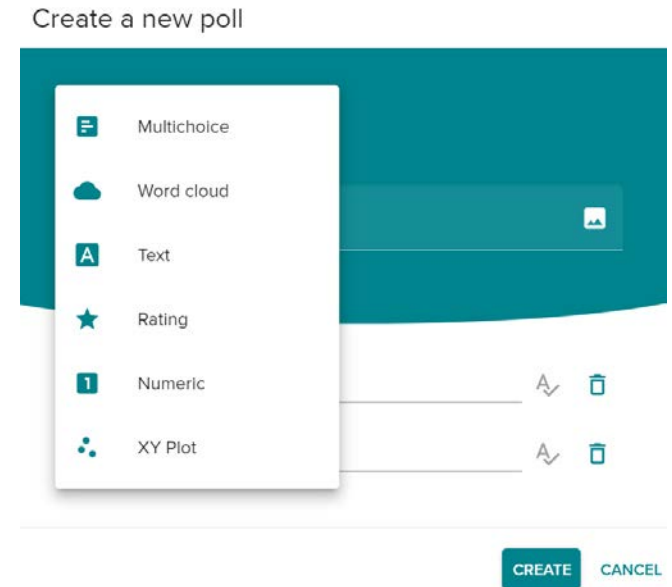 Create a new poll
Multichoice
Word cloud
A Text
Rating
1 Numeric
XY Plot
CREATE CANCEL